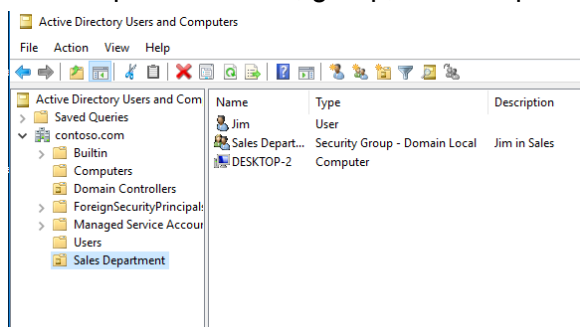 Active Directory Users and Computers
File Action View Help
Active Directory Users and Com
Saved Queries
contoso.com
Builtin
Computers
Domain Controllers
ForeignSecurityPrincipal:
Managed Service Accour
Users
Sales Department
Name Type Description
Jim User
Sales Depart... Security Group - Domain Local Jim in Sales
DESKTOP-2 Computer